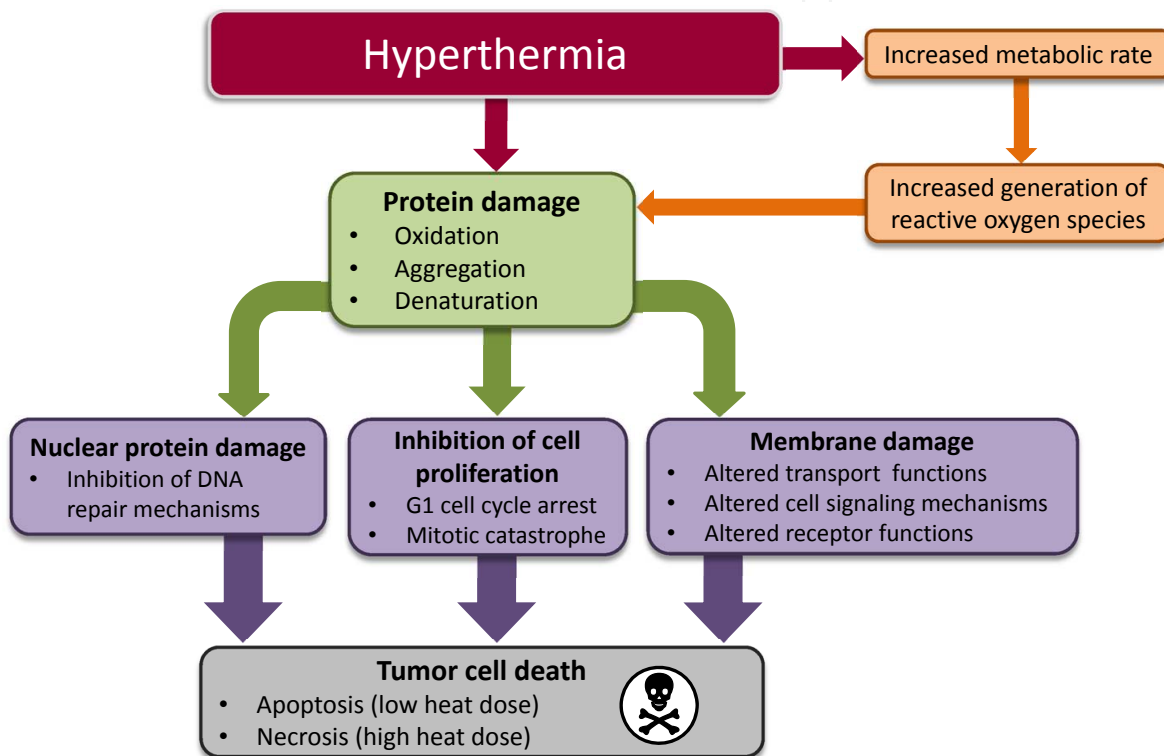 Hyperthermia
Increased metabolic rate
Increased generation of
reactive oxygen species
Protein damage
• Oxidation
• Aggregation
• Denaturation
Nuclear protein damage
• Inhibition of DNA
repair mechanisms
Inhibition of cell
proliferation
• G1 cell cycle arrest
• Mitotic catastrophe
Membrane damage
• Altered transport functions
• Altered cell signaling mechanisms
• Altered receptor functions
Tumor cell death
• Apoptosis (low heat dose)
• Necrosis (high heat dose)